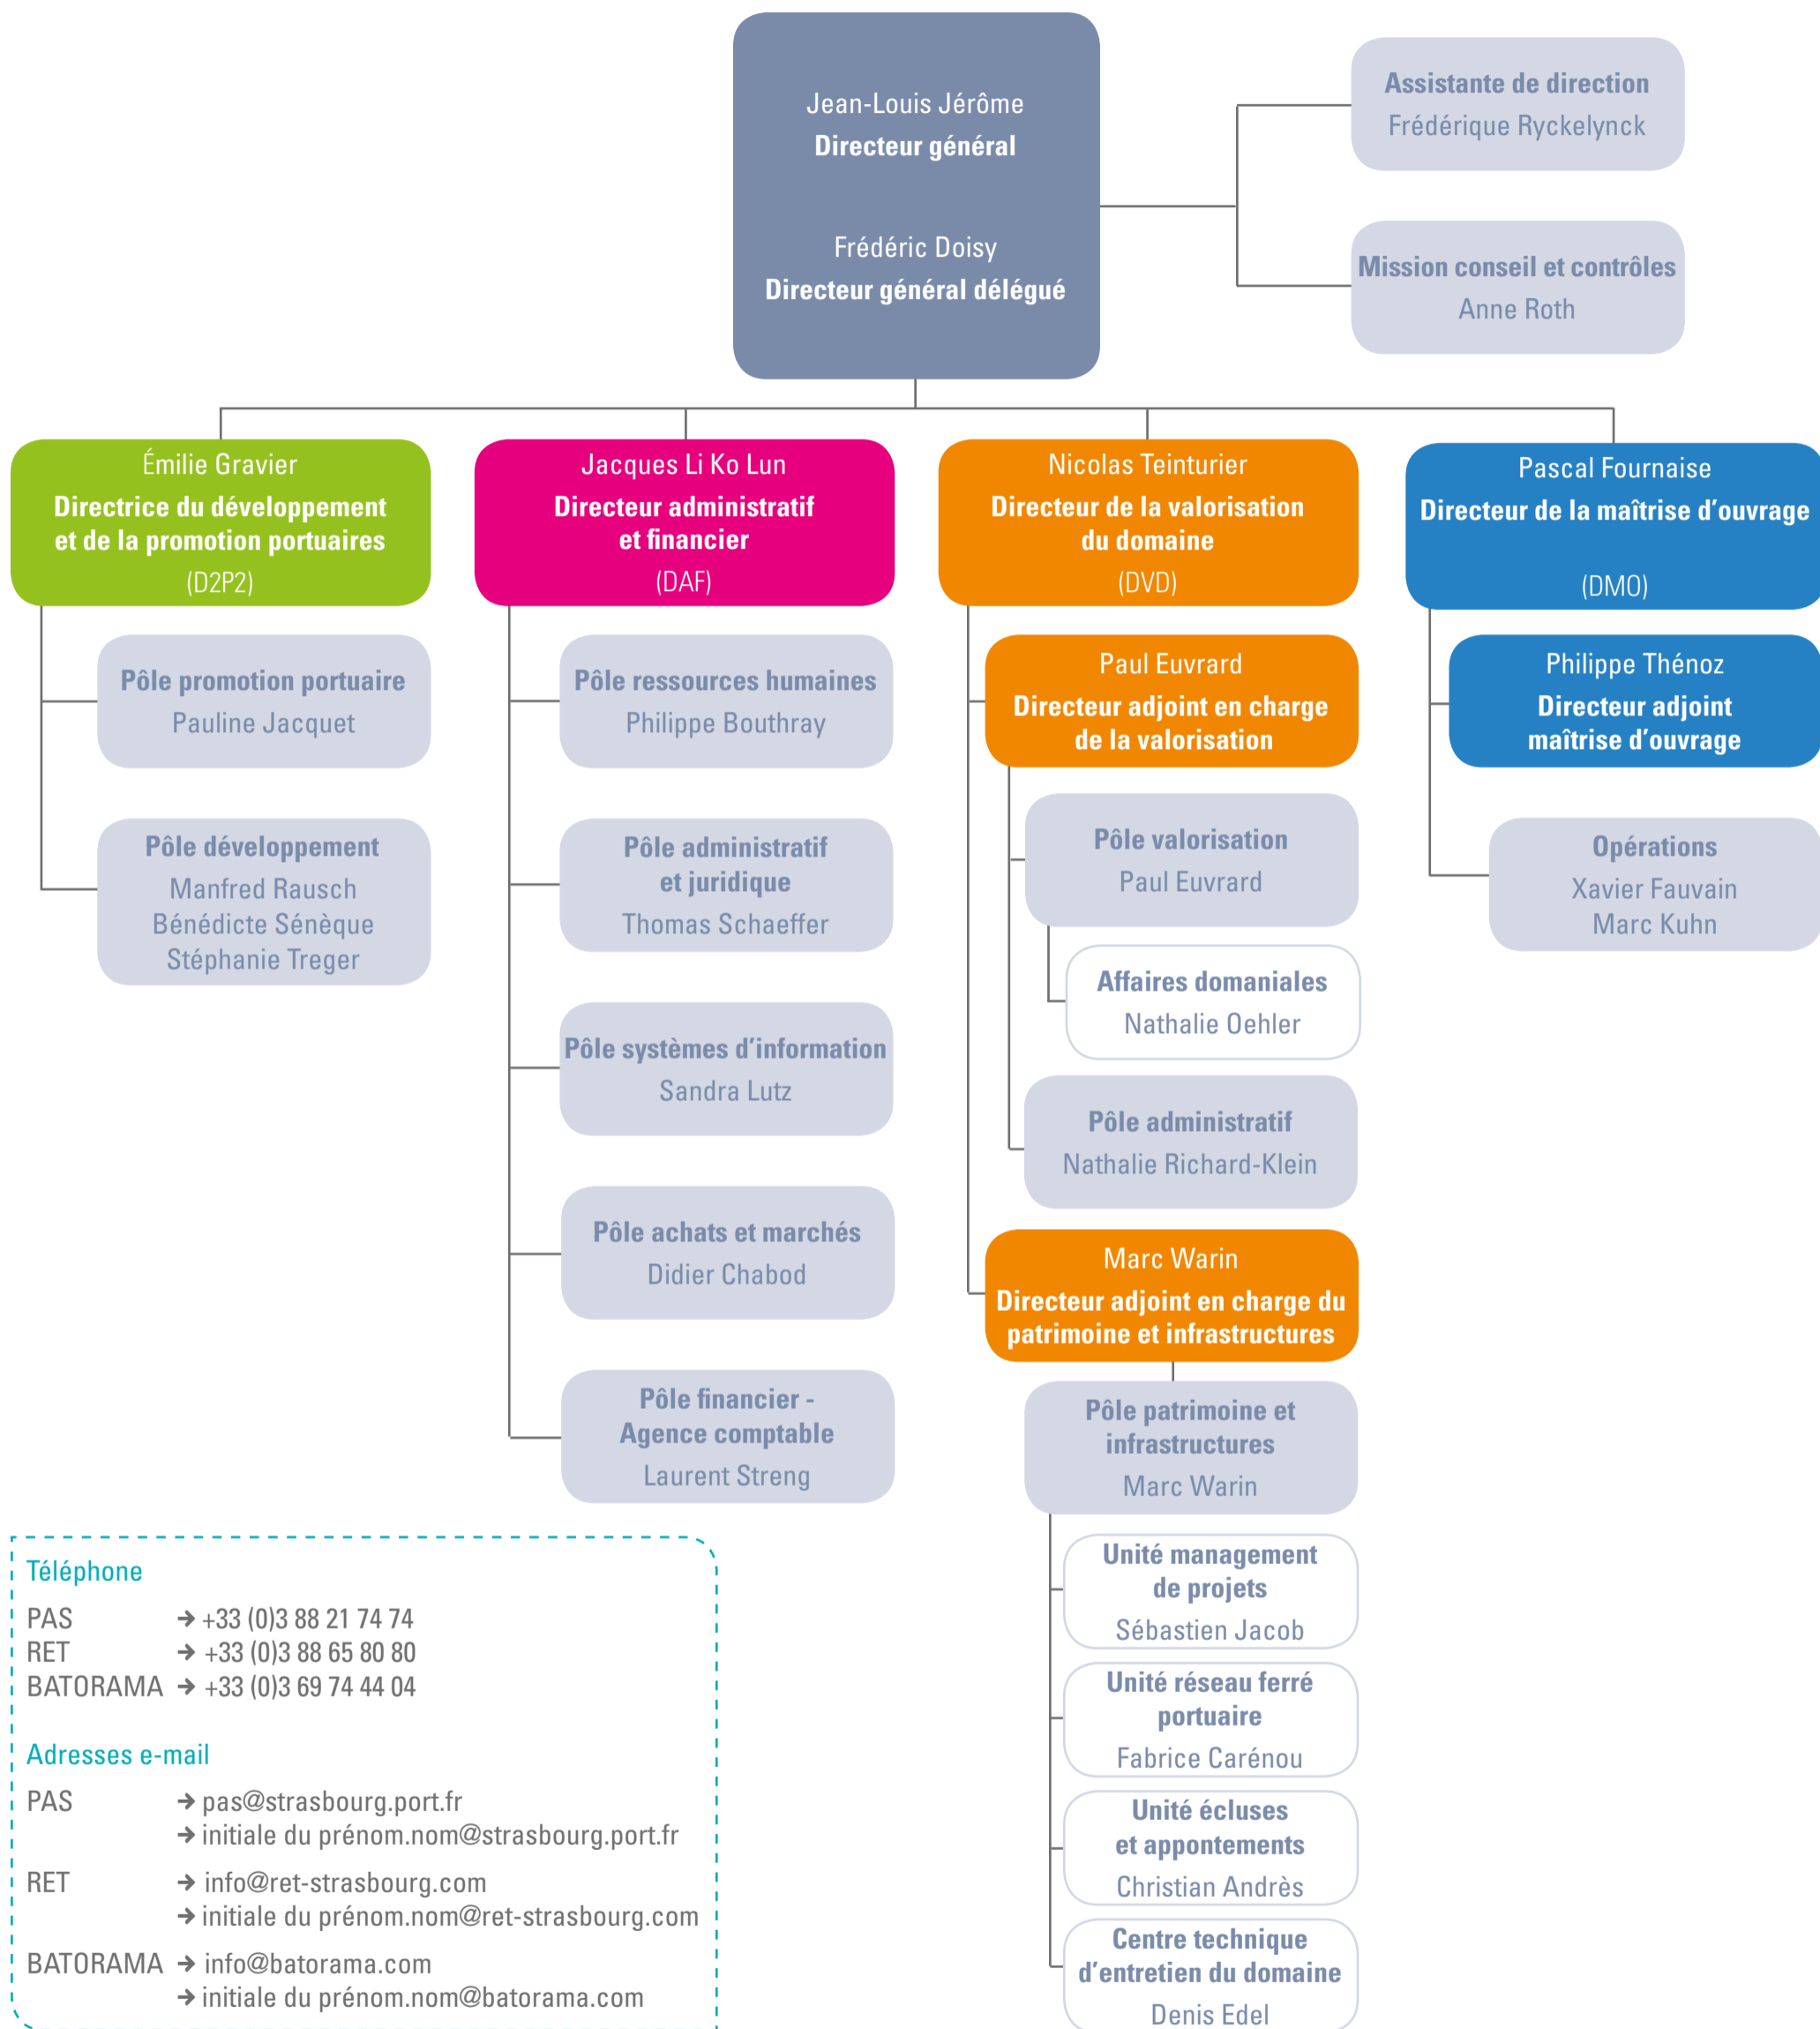 Jean-Louis Jérôme
Directeur général
Frédéric Doisy
Directeur général délégué
Assistante de direction
Frédérique Ryckelynck
Mission conseil et contrôles
Anne Roth
Émilie Gravier
Directrice du développement
et de la promotion portuaires
(D2P2)
Pôle promotion portuaire
Pauline Jacquet
Pôle développement
Manfred Rausch
Bénédicte Sénèque
Stéphanie Treger
Jacques Li Ko Lun
Directeur administratif
et financier
(DAF)
Pôle ressources humaines
Philippe Bouthray
Pôle administratif
et juridique
Thomas Schaeffer
Pôle systèmes d’information
Sandra Lutz
Pôle achats et marchés
Didier Chabod
Pôle financier -
Agence comptable
Laurent Streng
Nicolas Teinturier
Directeur de la valorisation
du domaine
(DVD)
Paul Euvrard
Directeur adjoint en charge
de la valorisation
Pôle valorisation
Paul Euvrard
Affaires domaniales
Nathalie Oehler
Pôle administratif
Nathalie Richard-Klein
Marc Warin
Directeur adjoint en charge du
patrimoine et infrastructures
Pôle patrimoine et
infrastructures
Marc Warin
Unité management
de projets
Sébastien Jacob
Unité réseau ferré
portuaire
Fabrice Carénou
Unité écluses
et appontements
Christian Andrès
Centre technique
d’entretien du domaine
Denis Edel
Pascal Fournaise
Directeur de la maîtrise d’ouvrage
(DMO)
Philippe Thénoz
Directeur adjoint
maîtrise d’ouvrage
Opérations
Xavier Fauvain
Marc Kuhn
Téléphone
PAS → +33 (0)3 88 21 74 74
RET → +33 (0)3 88 65 80 80
BATORAMA → +33 (0)3 69 74 44 04
Adresses e-mail
PAS → pas@strasbourg.port.fr
→ initiale du prénom.nom@strasbourg.port.fr
RET → info@ret-strasbourg.com
→ initiale du prénom.nom@ret-strasbourg.com
BATORAMA → info@batorama.com
→ initiale du prénom.nom@batorama.com